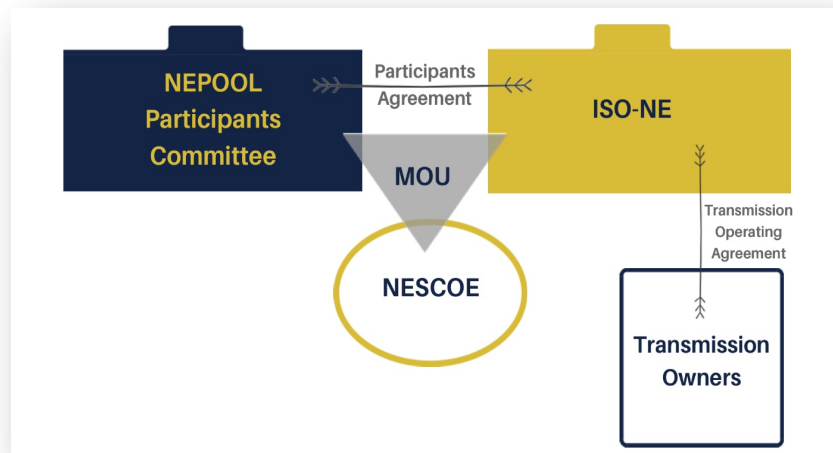 NEPOOL
Participants
Committee
Participants
Agreement
ISO-NE
MOU
Transmission
Operating
Agreement
NESCOE
Transmission
Owners